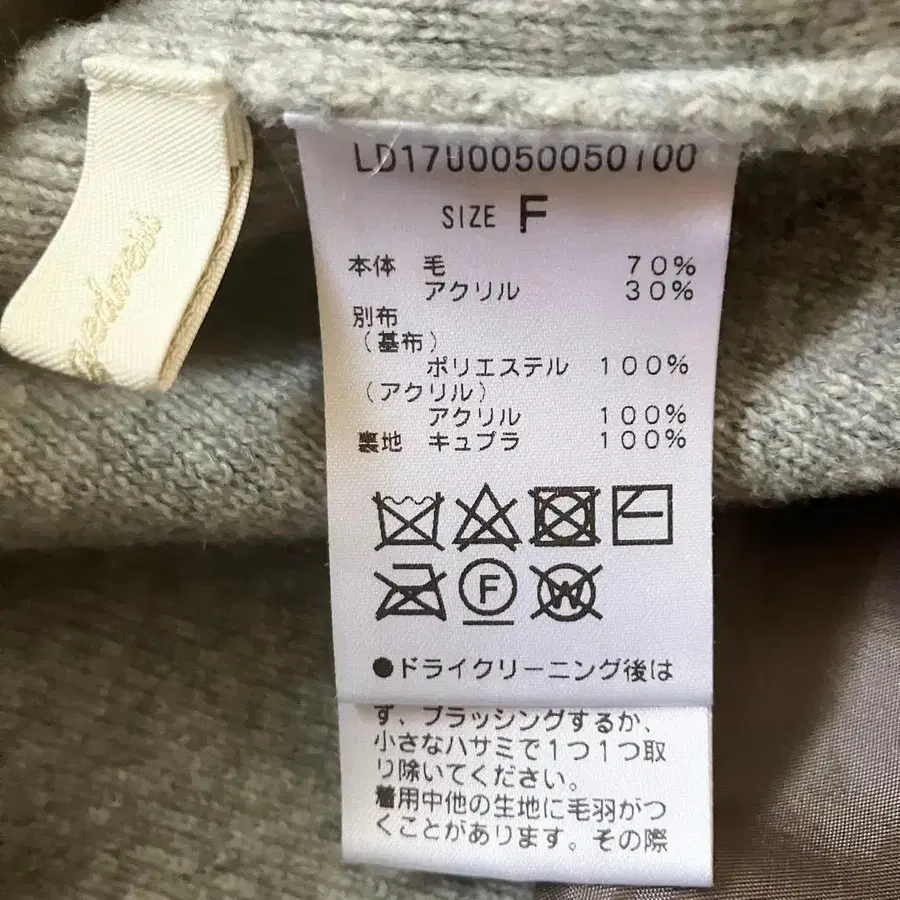 LD17U0050050100
SIZE F
本体 毛 70%
アクリル 30%
別布
(基布)
ポリエステル 100%
(アクリル)
アクリル 100%
裏地 キュプラ 100%
F
W
●ドライクリーニング後は
ず、ブラッシングするか、
小さなハサミで1つ1つ取
り除いてください。
着用中他の生地に毛羽がつ
くことがあります。その際